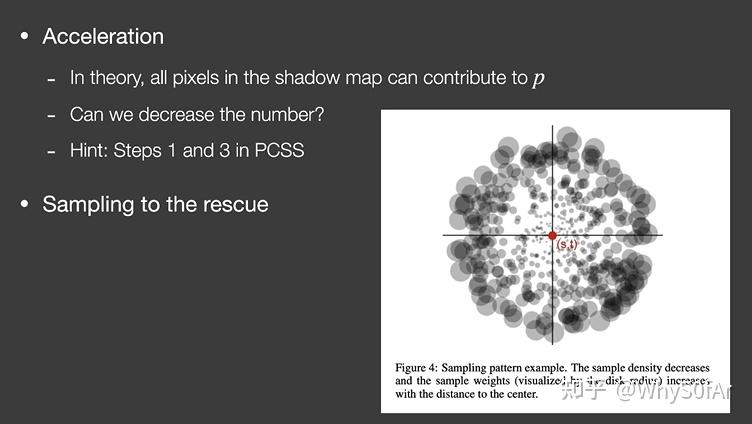 • Acceleration
- In theory, all pixels in the shadow map can contribute to p
- Can we decrease the number?
- Hint: Steps 1 and 3 in PCSS
• Sampling to the rescue
(s,t)
Figure 4: Sampling pattern example. The sample density decreases
and the sample weights (visualized by the disk radius) increases
with the distance to the center.
知乎 @WhyS0fAr